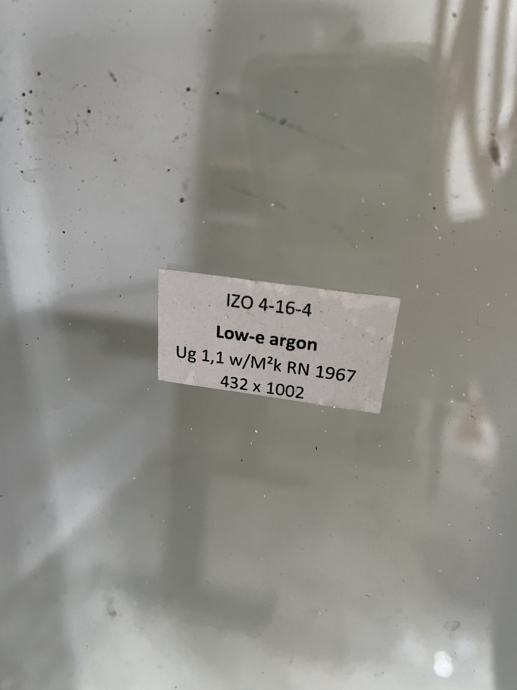 IZO 4-16-4
Low-e argon
Ug 1,1 w/M²k RN 1967
432 x 1002